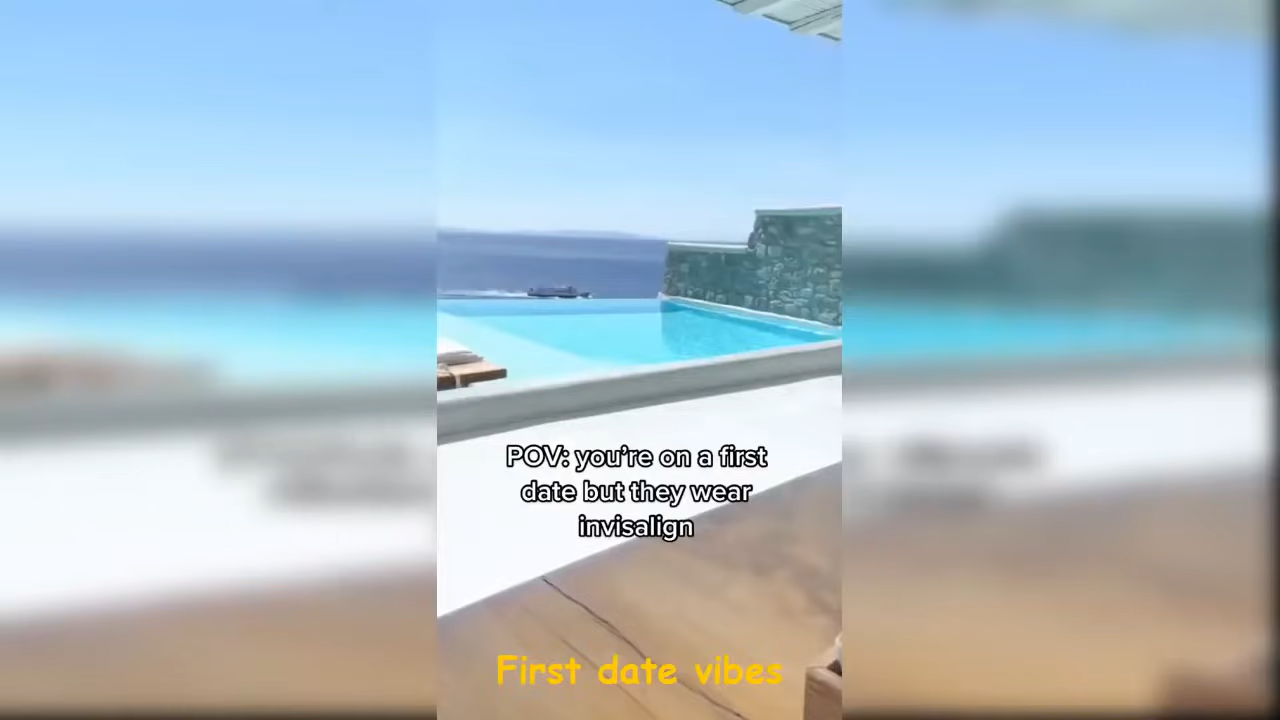 POV: you're on a first
date but they wear
invisalign
First date vibes